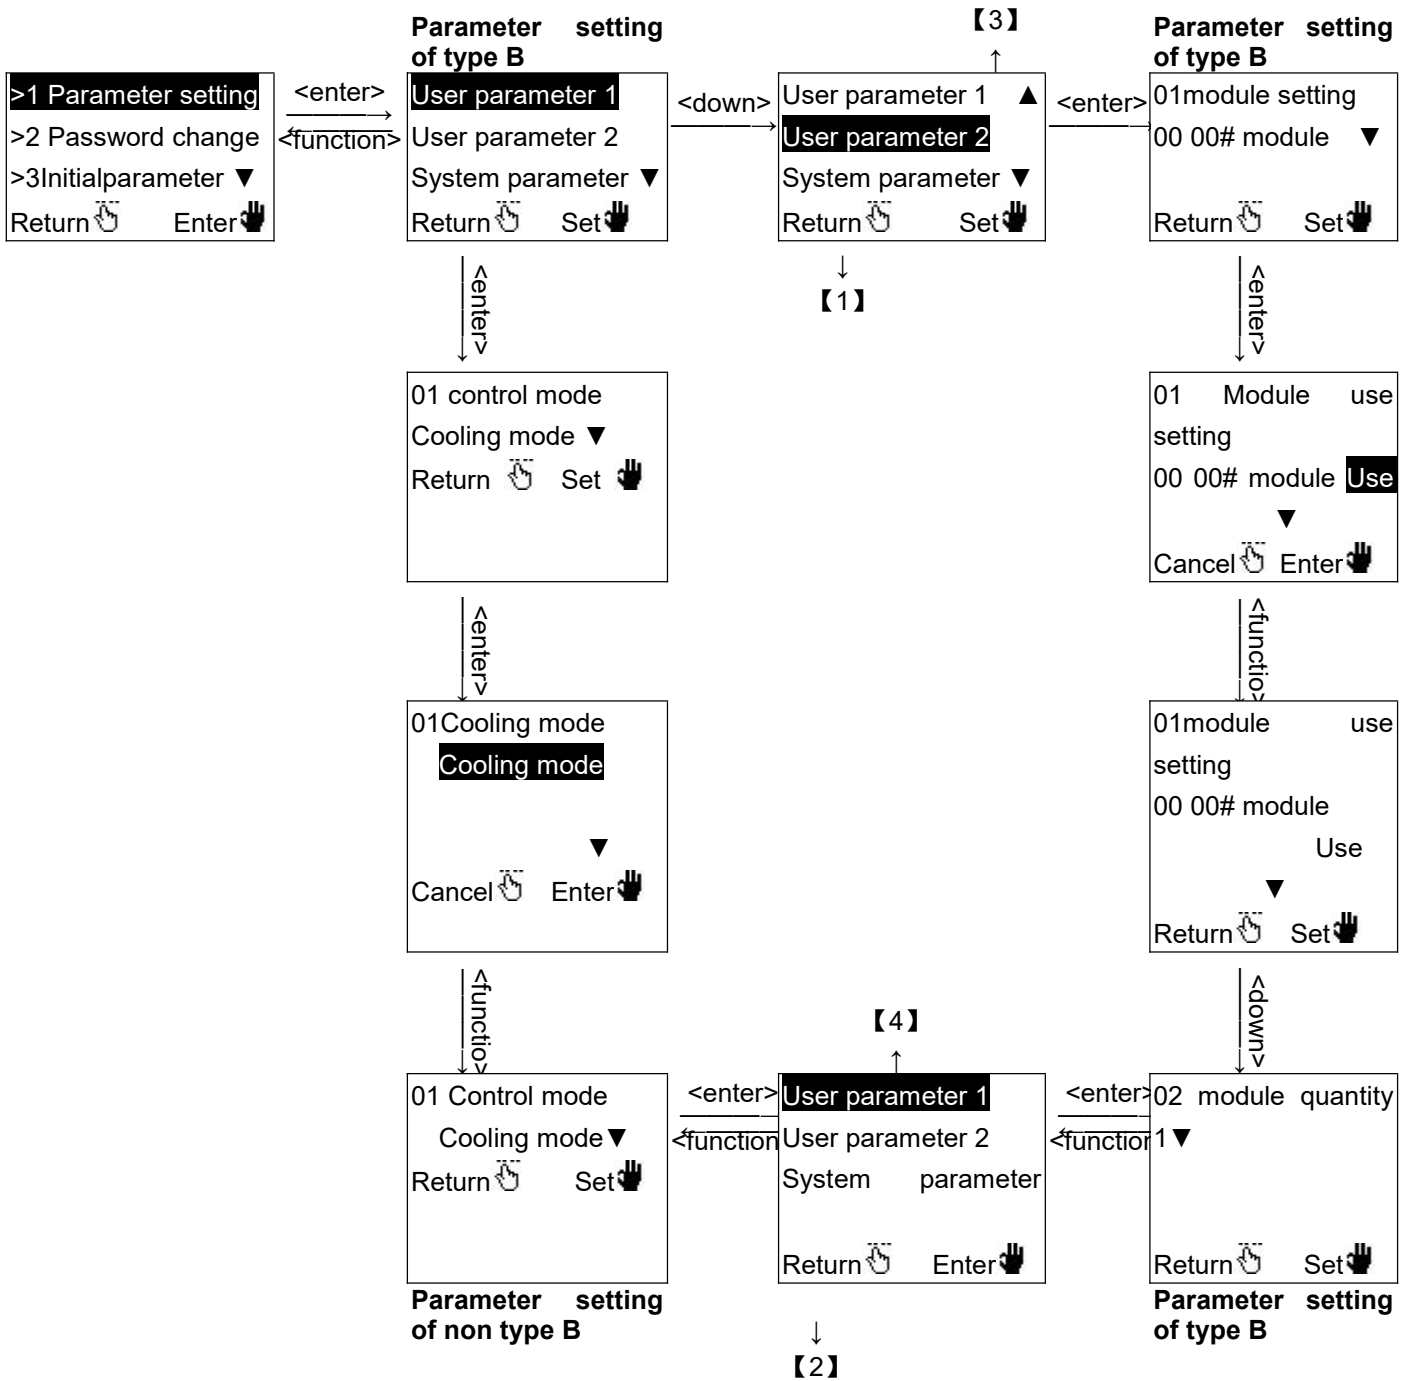 Parameter setting
of type B
【3】
↑
Parameter setting
of type B
>1 Parameter setting
>2 Password change
>3Initialparameter ▼
Return Enter
<enter>
<function>
User parameter 1
User parameter 2
System parameter ▼
Return Set
<down>
User parameter 1 ▲
User parameter 2
System parameter ▼
Return Set
<enter>
01module setting
00 00# module ▼
Return Set
↓
【1】
<enter>
<enter>
01 control mode
Cooling mode ▼
Return Set
01 Module use
setting
00 00# module Use
▼
Cancel Enter
<enter>
<functio>
01Cooling mode
Cooling mode
▼
Cancel Enter
01module use
setting
00 00# module
Use
▼
Return Set
<functio>
【4】
↑
<down>
01 Control mode
Cooling mode▼
Return Set
<enter>
<function
User parameter 1
User parameter 2
System parameter
Return Enter
<enter>
<function
02 module quantity
1▼
Return Set
Parameter setting
of non type B
↓
【2】
Parameter setting
of type B